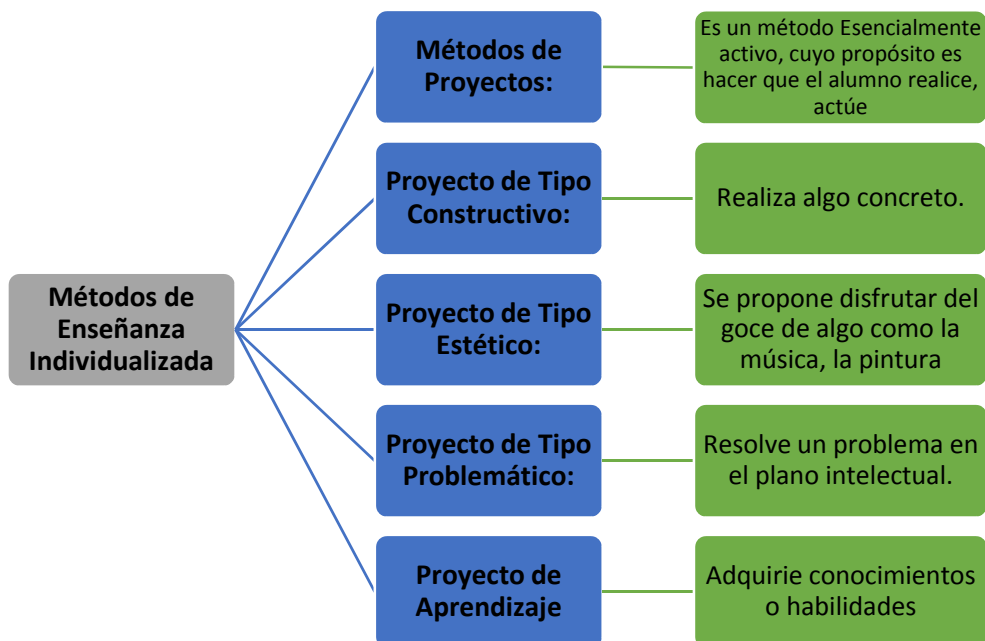 Métodos de
Enseñanza
Individualizada
Métodos de
Proyectos:
Es un método Esencialmente
activo, cuyo propósito es
hacer que el alumno realice,
actúe
Proyecto de Tipo
Constructivo:
Realiza algo concreto.
Proyecto de Tipo
Estético:
Se propone disfrutar del
goce de algo como la
música, la pintura
Proyecto de Tipo
Problemático:
Resolve un problema en
el plano intelectual.
Proyecto de
Aprendizaje
Adquirie conocimientos
o habilidades